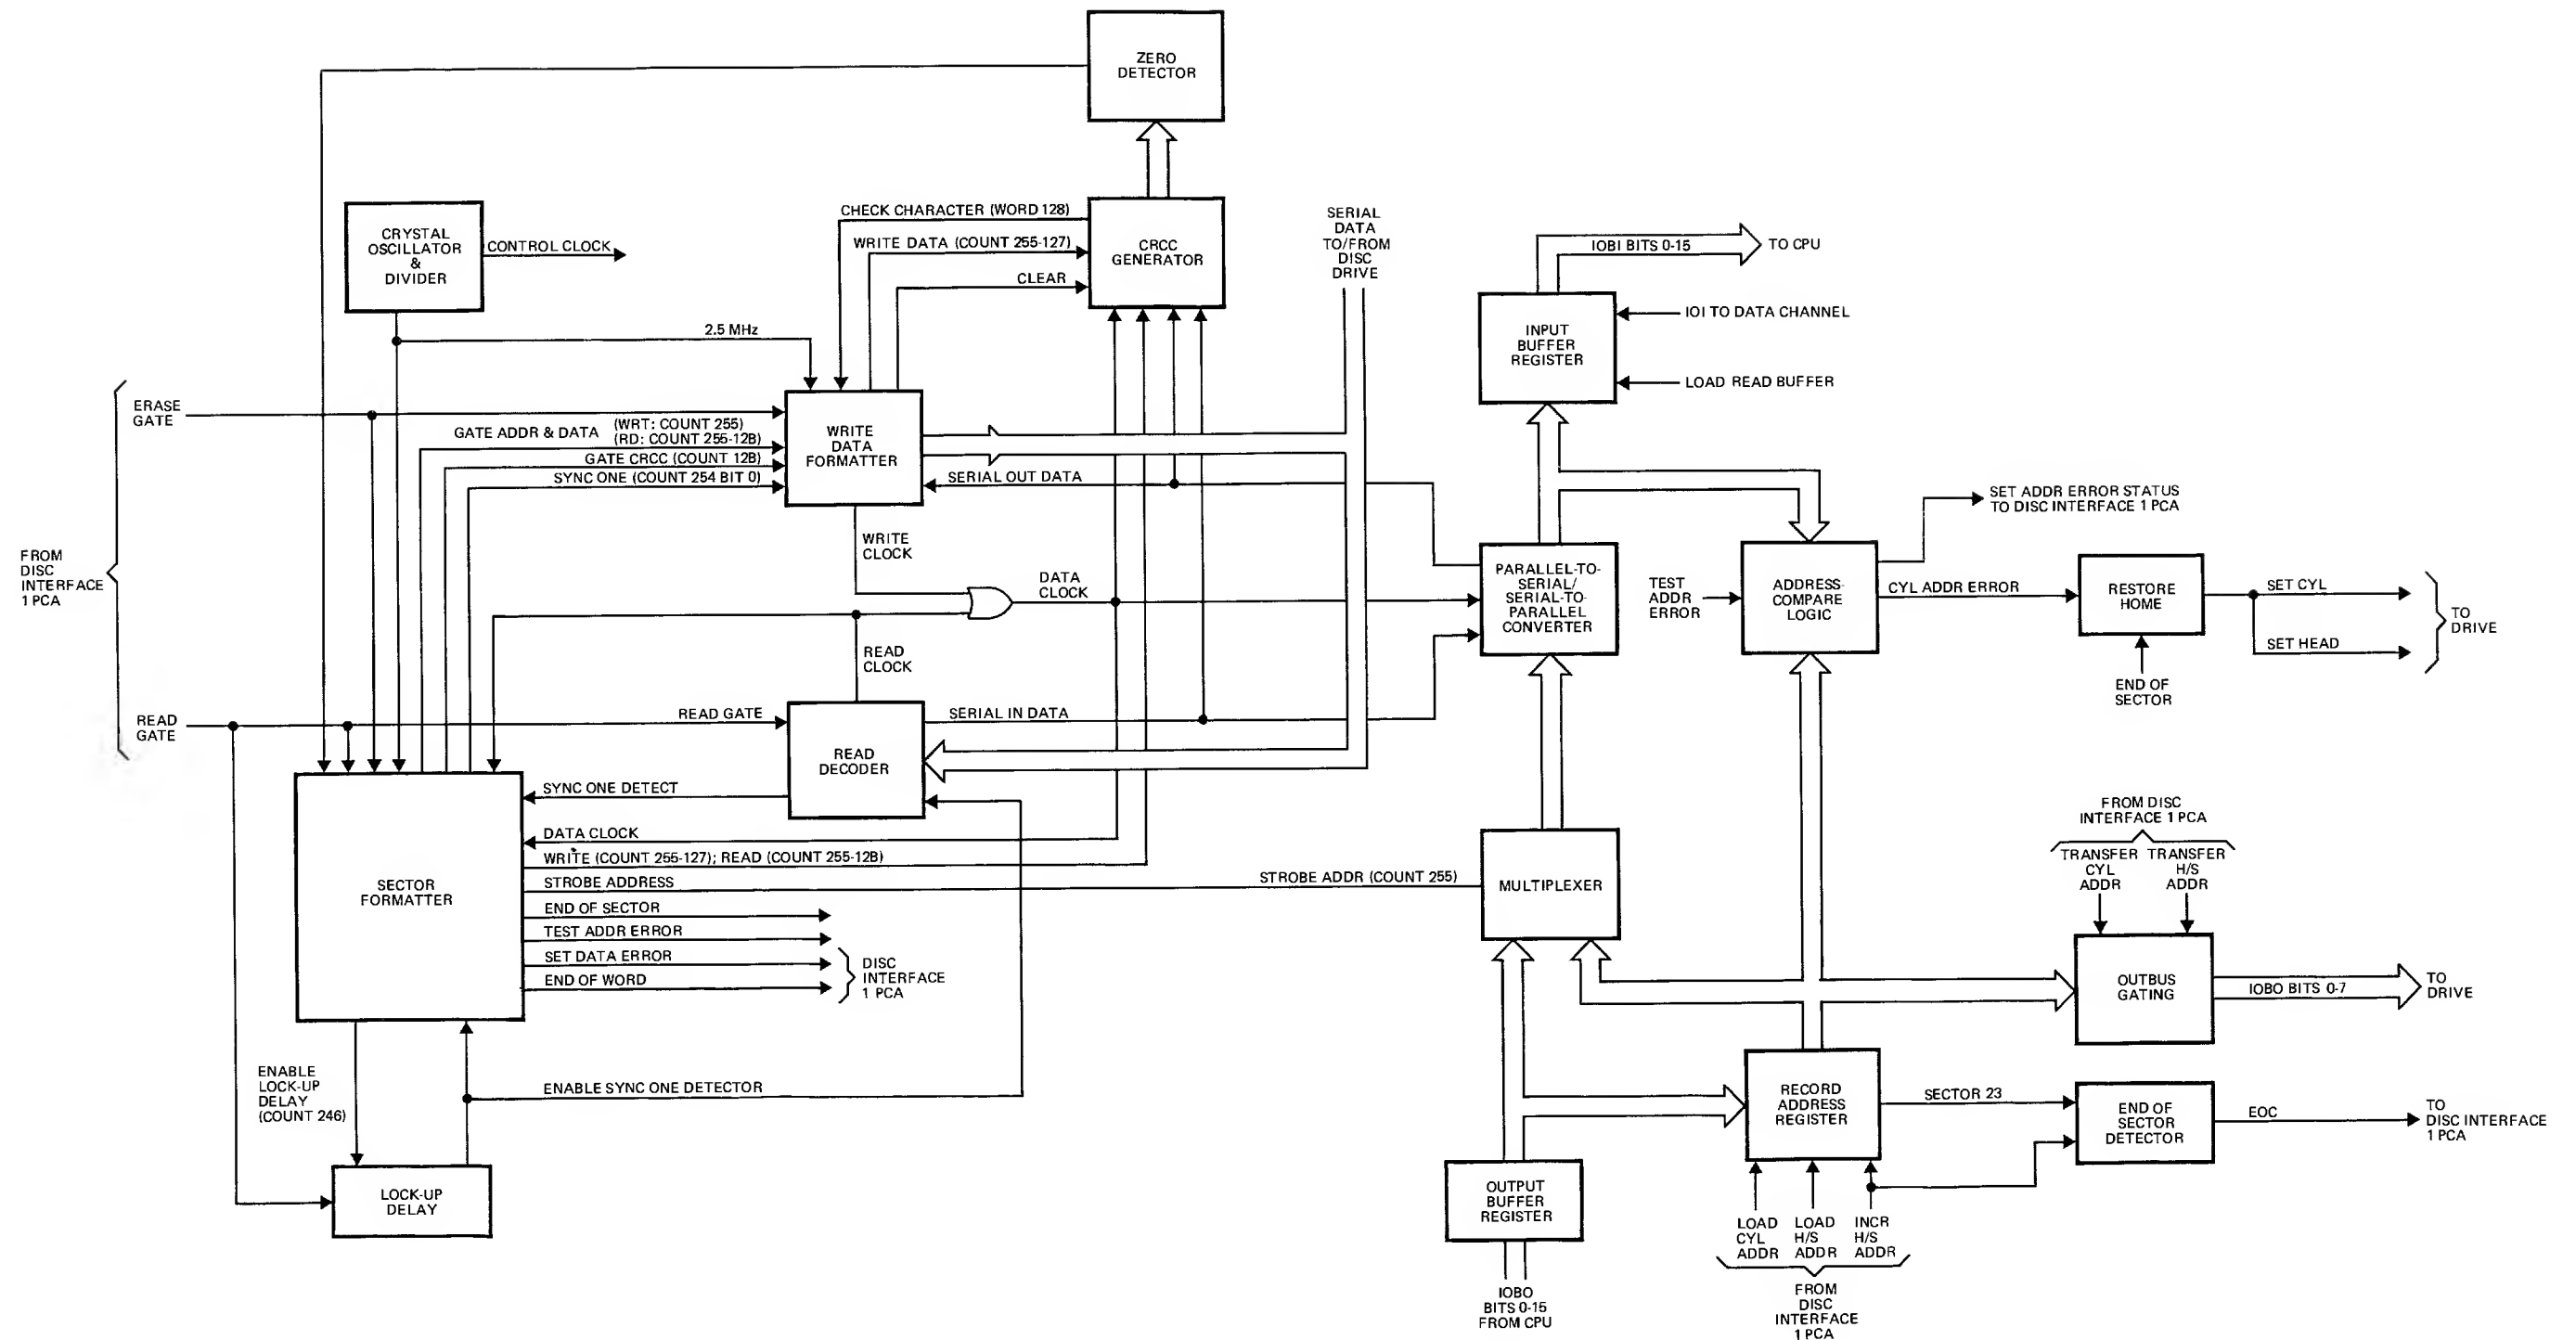 ZERO
DETECTOR
CRYSTAL
OSCILLATOR
&
DIVIDER
CONTROL CLOCK
CHECK CHARACTER (WORD 128)
WRITE DATA (COUNT 255-127)
CLEAR
CRCC
GENERATOR
SERIAL
DATA
TO/FROM
DISC
DRIVE
IOBI BITS 0-15
TO CPU
INPUT
BUFFER
REGISTER
IOI TO DATA CHANNEL
LOAD READ BUFFER
2.5 MHz
FROM
DISC
INTERFACE
1 PCA
ERASE
GATE
GATE ADDR & DATA
(WRT: COUNT 255)
(RD: COUNT 255-12B)
GATE CRCC (COUNT 12B)
SYNC ONE (COUNT 254 BIT 0)
WRITE
DATA
FORMATTER
SERIAL OUT DATA
WRITE
CLOCK
DATA
CLOCK
READ
CLOCK
PARALLEL-TO-
SERIAL/
SERIAL-TO-
PARALLEL
CONVERTER
TEST
ADDR
ERROR
ADDRESS-
COMPARE
LOGIC
SET ADDR ERROR STATUS
TO DISC INTERFACE 1 PCA
CYL ADDR ERROR
RESTORE
HOME
SET CYL
SET HEAD
TO
DRIVE
END OF
SECTOR
READ
GATE
READ GATE
READ
DECODER
SERIAL IN DATA
SYNC ONE DETECT
DATA CLOCK
WRITE (COUNT 255-127); READ (COUNT 255-12B)
STROBE ADDRESS
STROBE ADDR (COUNT 255)
END OF SECTOR
TEST ADDR ERROR
SET DATA ERROR
END OF WORD
DISC
INTERFACE
1 PCA
SECTOR
FORMATTER
MULTIPLEXER
FROM DISC
INTERFACE 1 PCA
TRANSFER
CYL
ADDR
TRANSFER
H/S
ADDR
OUTBUS
GATING
IOBO BITS 0-7
TO
DRIVE
ENABLE
LOCK-UP
DELAY
(COUNT 246)
ENABLE SYNC ONE DETECTOR
LOCK-UP
DELAY
RECORD
ADDRESS
REGISTER
SECTOR 23
END OF
SECTOR
DETECTOR
EOC
TO
DISC INTERFACE
1 PCA
OUTPUT
BUFFER
REGISTER
LOAD
CYL
ADDR
LOAD
H/S
ADDR
INCR
H/S
ADDR
FROM
DISC
INTERFACE
1 PCA
IOBO
BITS 0-15
FROM CPU